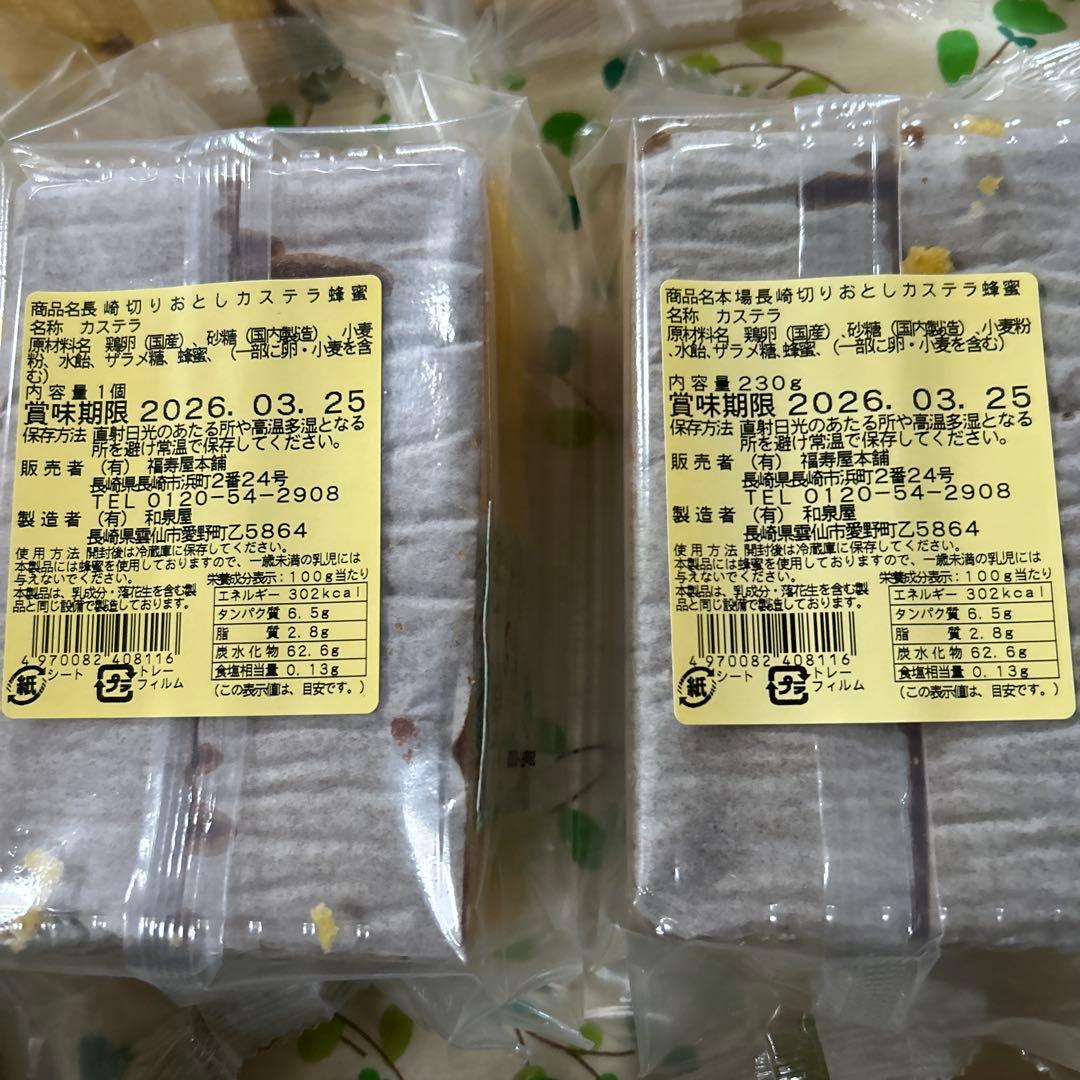 商品名長崎切りおとしカステラ蜂蜜
名称 カステラ
原材料名 鶏卵（国産）、砂糖（国内製造）、小麦
粉、水飴、ザラメ糖、蜂蜜、（一部に卵・小麦を含
む）
内容量 1個
賞味期限 2026. 03. 25
保存方法 直射日光のあたる所や高温多湿となる
所を避け常温で保存してください。
販売者 （有） 福寿屋本舗
長崎県長崎市浜町2番24号
TEL 0120-54-2908
製造者 （有） 和泉屋
長崎県雲仙市愛野町乙5864
使用方法 開封後は冷蔵庫に保存してください。
本製品には蜂蜜を使用しておりますので、一歳未満の乳児には
与えないでください。
本製品は、乳成分・落花生を含む製
品と同じ設備で製造しております。
栄養成分表示：100g当たり
エネルギー 302kcal
タンパク質 6.5g
脂質 2.8g
炭水化物 62.6g
食塩相当量 0.13g
（この表示値は、目安です。）
4 970082 408116
紙 シート
プラ トレー
フィルム
商品名本場長崎切りおとしカステラ蜂蜜
名称 カステラ
原材料名 鶏卵（国産）、砂糖（国内製造）、小麦粉
、水飴、ザラメ糖、蜂蜜、（一部に卵・小麦を含む）
内容量 230g
賞味期限 2026. 03. 25
保存方法 直射日光のあたる所や高温多湿となる
所を避け常温で保存してください。
販売者 （有） 福寿屋本舗
長崎県長崎市浜町2番24号
TEL 0120-54-2908
製造者 （有） 和泉屋
長崎県雲仙市愛野町乙5864
使用方法 開封後は冷蔵庫に保存してください。
本製品には蜂蜜を使用しておりますので、一歳未満の乳児には
与えないでください。
本製品は、乳成分・落花生を含む製
品と同じ設備で製造しております。
栄養成分表示：100g当たり
エネルギー 302kcal
タンパク質 6.5g
脂質 2.8g
炭水化物 62.6g
食塩相当量 0.13g
（この表示値は、目安です。）
4 970082 408116
紙 シート
プラ トレー
フィルム